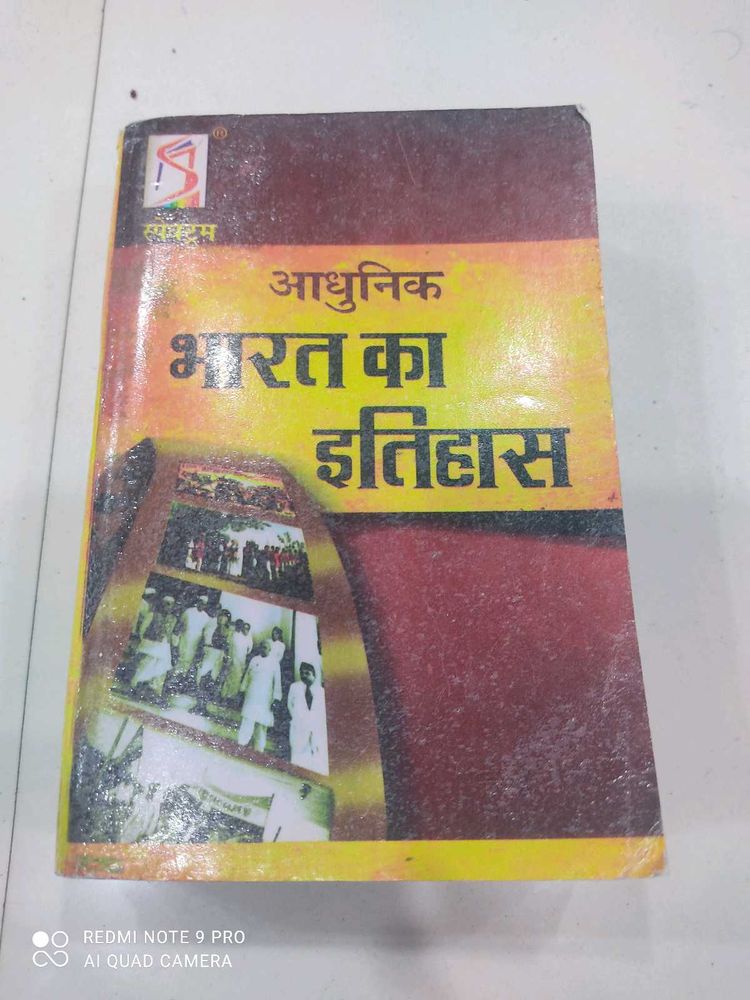 ®
स्पेक्ट्रम
आधुनिक
भारत का
इतिहास
REDMI NOTE 9 PRO
AI QUAD CAMERA